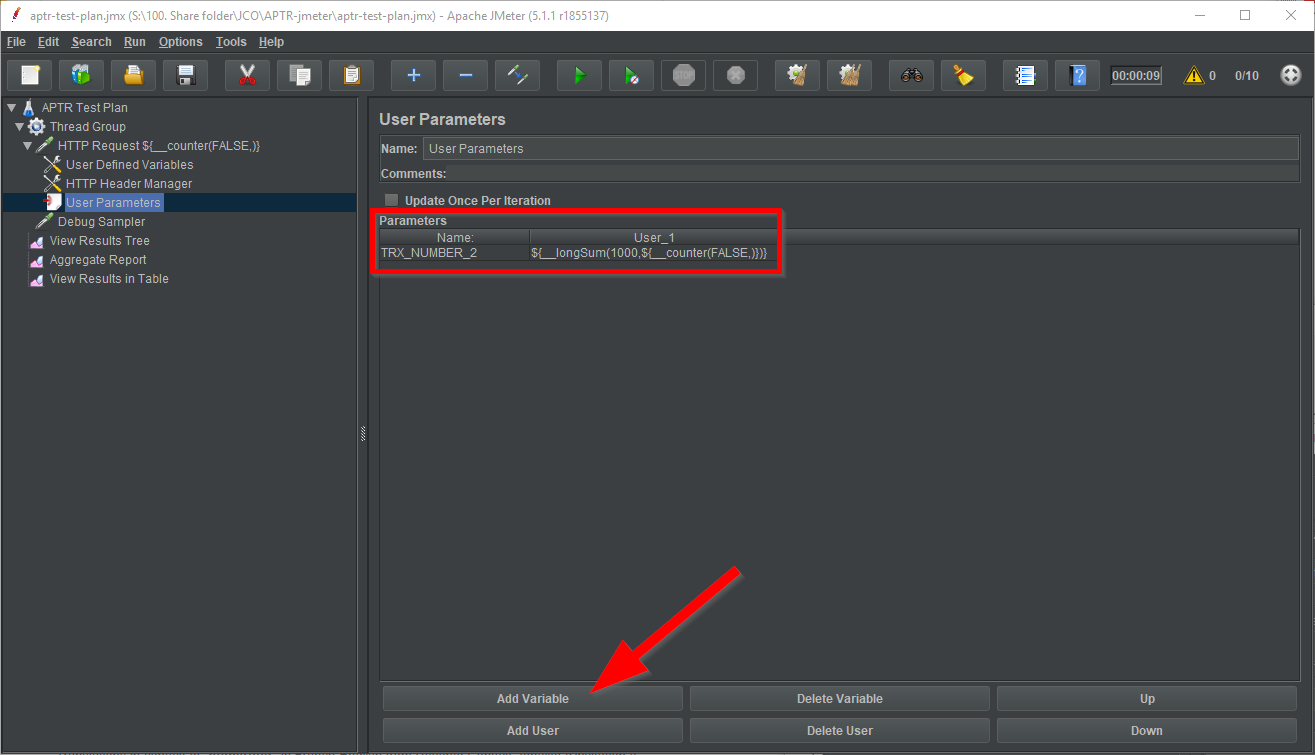 aptr-test-plan.jmx (S:\100. Share folder\JCO\APTR-jmeter\aptr-test-plan.jmx) - Apache JMeter (5.1.1 r1855137)
File Edit Search Run Options Tools Help
STOP 00:00:09 0 0/10
APTR Test Plan
Thread Group
HTTP Request ${__counter(FALSE,)}
User Defined Variables
HTTP Header Manager
User Parameters
Debug Sampler
View Results Tree
Aggregate Report
View Results in Table
User Parameters
Name: User Parameters
Comments:
Update Once Per Iteration
Parameters
Name: User_1
TRX_NUMBER_2 ${__longSum(1000,${__counter(FALSE,)})}
Add Variable Delete Variable Up
Add User Delete User Down